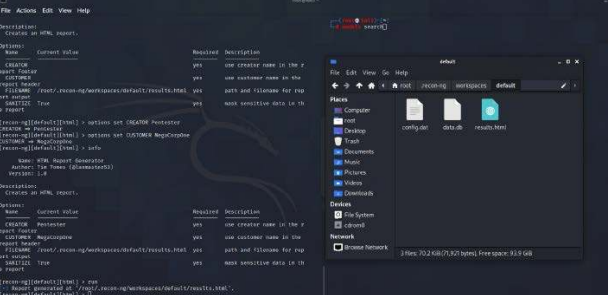 File Actions Edit View Help
Description:
Creates an HTML report.
Options:
Name Current Value Required Description
CREATOR yes use creator name in the r
eport footer
CUSTOMER yes use customer name in the
report header
FILENAME /root/.recon-ng/workspaces/default/results.html yes path and filename for rep
ort output
SANITIZE True yes mask sensitive data in th
e report
[recon-ng][default][html] > options set CREATOR Pentester
CREATOR => Pentester
[recon-ng][default][html] > options set CUSTOMER MegaCorpOne
CUSTOMER => MegaCorpOne
[recon-ng][default][html] > info
Name: HTML Report Generator
Author: Tim Tomes (@lanmaster53)
Version: 1.0
Description:
Creates an HTML report.
Options:
Name Current Value Required Description
CREATOR Pentester yes use creator name in the r
eport footer
CUSTOMER MegaCorpOne yes use customer name in the
report header
FILENAME /root/.recon-ng/workspaces/default/results.html yes path and filename for rep
ort output
SANITIZE True yes mask sensitive data in th
e report
[recon-ng][default][html] > run
Report generated at '/root/.recon-ng/workspaces/default/results.html'.
[recon-ng][default][html] >
search
default
File Edit View Go Help
root .recon-ng workspaces default
Places
Computer
root
Desktop
Trash
Documents
Music
Pictures
Videos
Downloads
Devices
File System
cdrom0
Network
Browse Network
config.dat
data.db
results.html
3 files: 70.2 KiB (71,921 bytes), Free space: 93.9 GiB